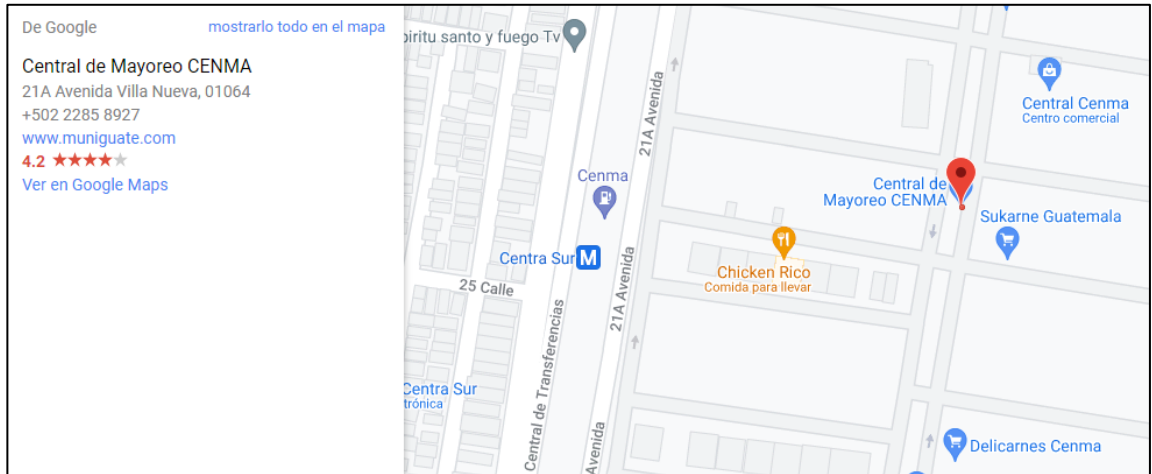 De Google
mostrarlo todo en el mapa
Central de Mayoreo CENMA
21A Avenida Villa Nueva, 01064
+502 2285 8927
www.muniguate.com
4.2
Ver en Google Maps
piritu santo y fuego Tv
21A Avenida
Central Cenma
Centro comercial
Cenma
Central de
Mayoreo CENMA
Sukarne Guatemala
Centra Sur M
Chicken Rico
Comida para llevar
25 Calle
21A Avenida
Central de Transferencias
Centra Sur
trónica
Avenida
Delicarnes Cenma